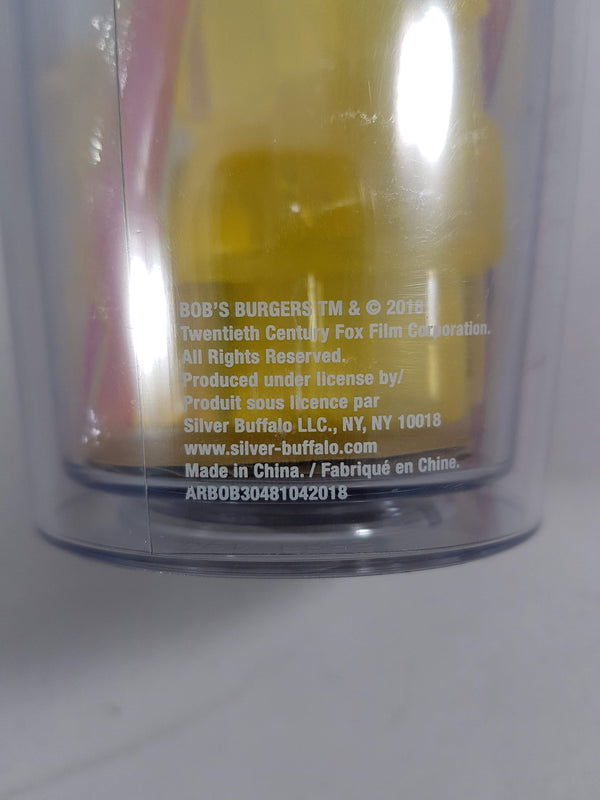 BOB'S BURGERS TM & © 2018
Twentieth Century Fox Film Corporation.
All Rights Reserved.
Produced under license by/
Produit sous licence par
Silver Buffalo LLC., NY, NY 10018
www.silver-buffalo.com
Made in China. / Fabriqué en Chine.
ARBOB30481042018